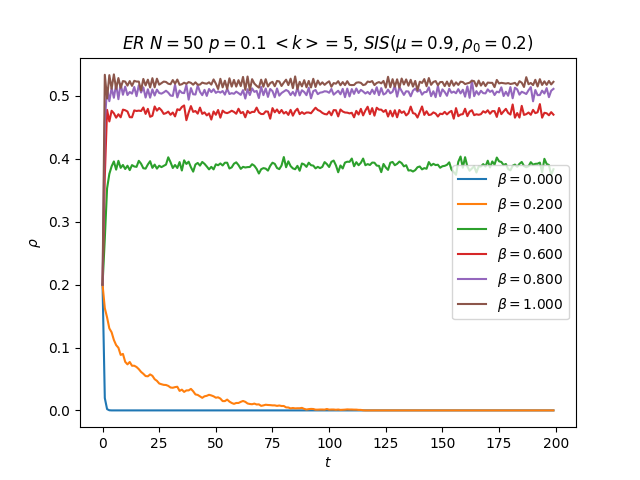 ER N = 50 p = 0.1 < k >= 5, SIS(μ = 0.9, ρ₀ = 0.2)
ρ
0.5
0.4
0.3
0.2
0.1
0.0
β = 0.000
β = 0.200
β = 0.400
β = 0.600
β = 0.800
β = 1.000
0 25 50 75 100 125 150 175 200
t